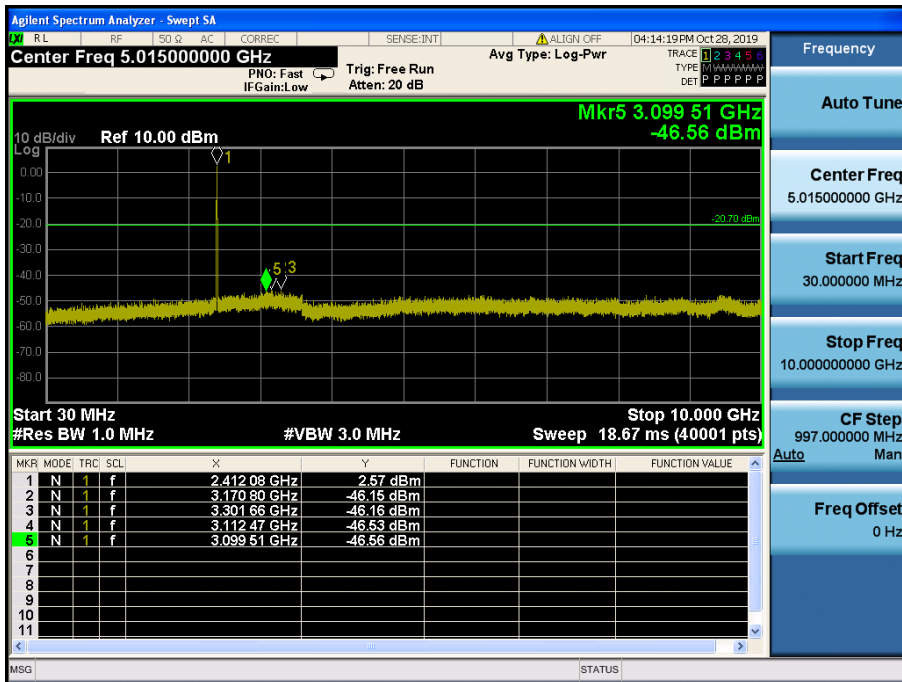 Agilent Spectrum Analyzer - Swept SA
LXI RL RF 50 Ω AC CORREC SENSE:INT ALIGN OFF 04:14:19 PM Oct 28, 2019
Center Freq 5.015000000 GHz
PNO: Fast
IFGain:Low
Trig: Free Run
Atten: 20 dB
Avg Type: Log-Pwr
TRACE 1 2 3 4 5 6
TYPE M WWWWW
DET P P P P P P
Mkr5 3.099 51 GHz
-46.56 dBm
10 dB/div Ref 10.00 dBm
Log
1
0.00
-10.0
-20.0
-20.70 dBm
-30.0
-40.0
5 3
-50.0
-60.0
-70.0
-80.0
Start 30 MHz Stop 10.000 GHz
#Res BW 1.0 MHz #VBW 3.0 MHz Sweep 18.67 ms (40001 pts)
MKR MODE TRC SCL X Y FUNCTION FUNCTION WIDTH FUNCTION VALUE
1 N 1 f 2.412 08 GHz 2.57 dBm
2 N 1 f 3.170 80 GHz -46.15 dBm
3 N 1 f 3.301 66 GHz -46.16 dBm
4 N 1 f 3.112 47 GHz -46.53 dBm
5 N 1 f 3.099 51 GHz -46.56 dBm
6
7
8
9
10
11
MSG STATUS
Frequency
Auto Tune
Center Freq
5.015000000 GHz
Start Freq
30.000000 MHz
Stop Freq
10.000000000 GHz
CF Step
997.000000 MHz
Auto Man
Freq Offset
0 Hz